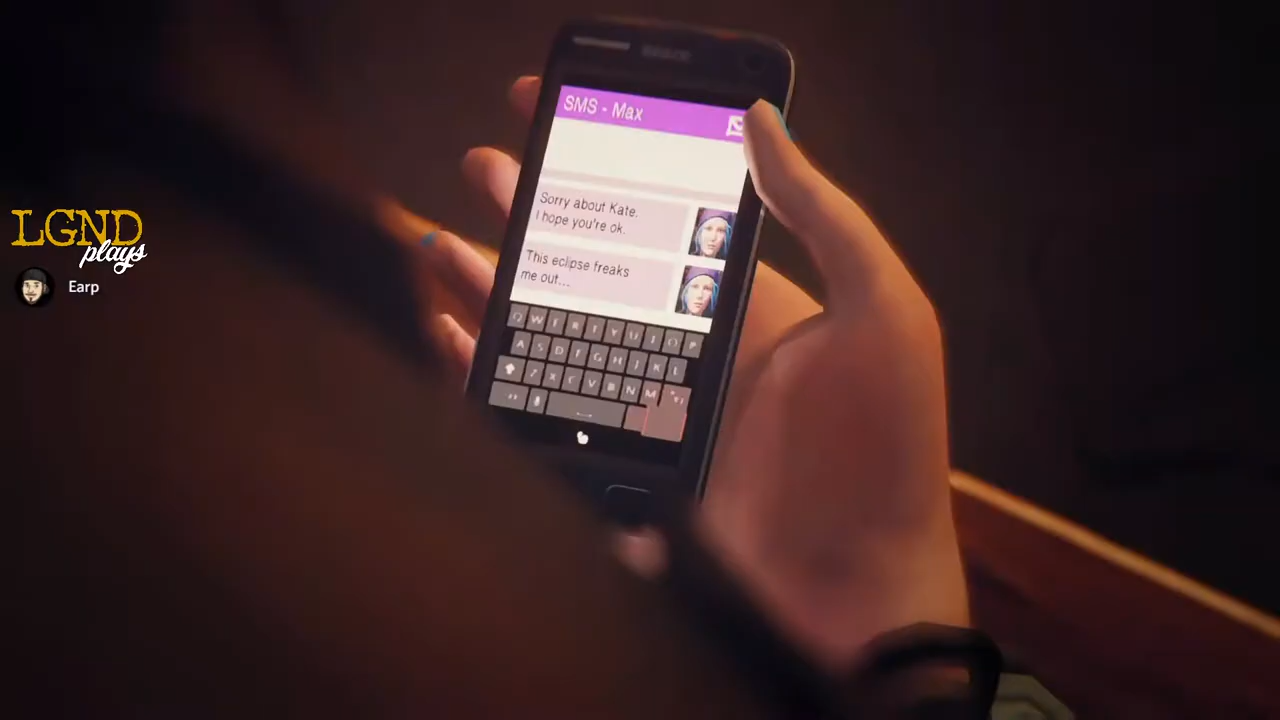 SMS - Max
Sorry about Kate.
I hope you're ok.
This eclipse freaks
me out...
LGND
plays
Earp
Q W E R T Y U I O P
A S D F G H J K L
Z X C V B N M